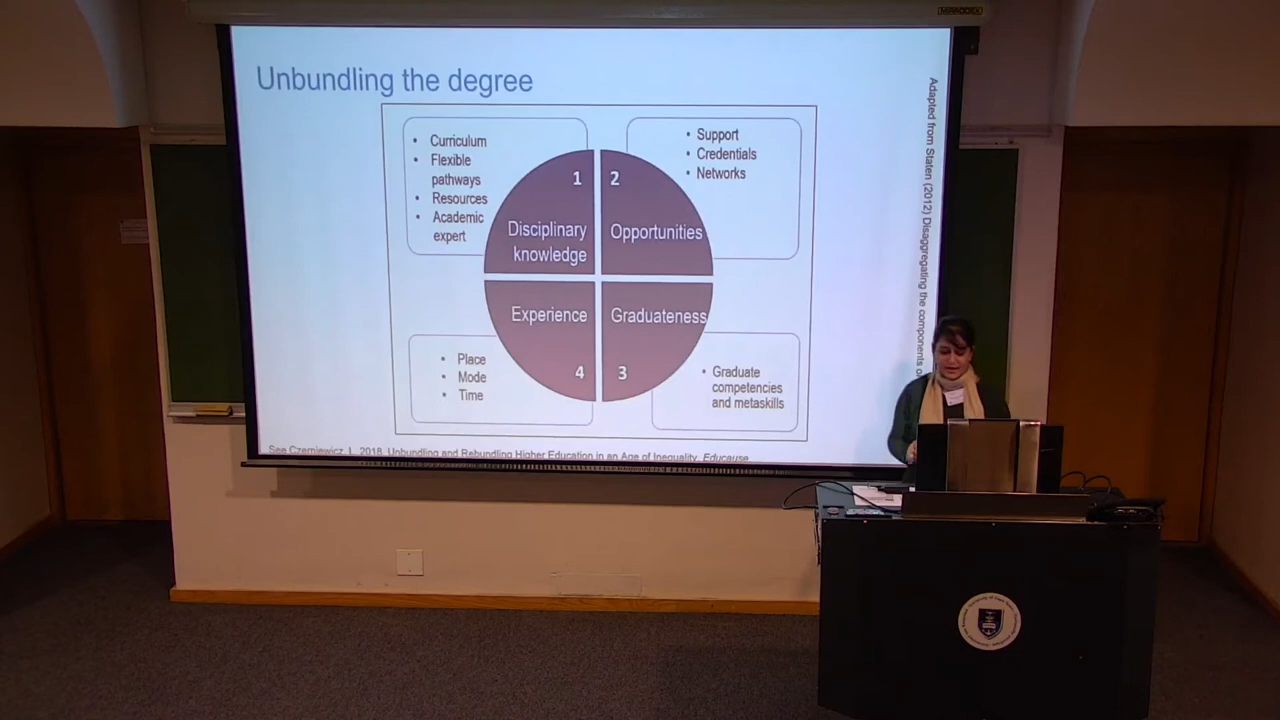 Unbundling the degree
• Curriculum
• Flexible
pathways
• Resources
• Academic
expert
• Support
• Credentials
• Networks
1
2
Disciplinary
knowledge
Opportunities
Experience
Graduateness
4
3
• Place
• Mode
• Time
• Graduate
competencies
and metaskills
See Czerniewicz, L. 2018. Unbundling and Rebundling Higher Education in an Age of Inequality. Educause
Adapted from Staten (2012) Disaggregating the components